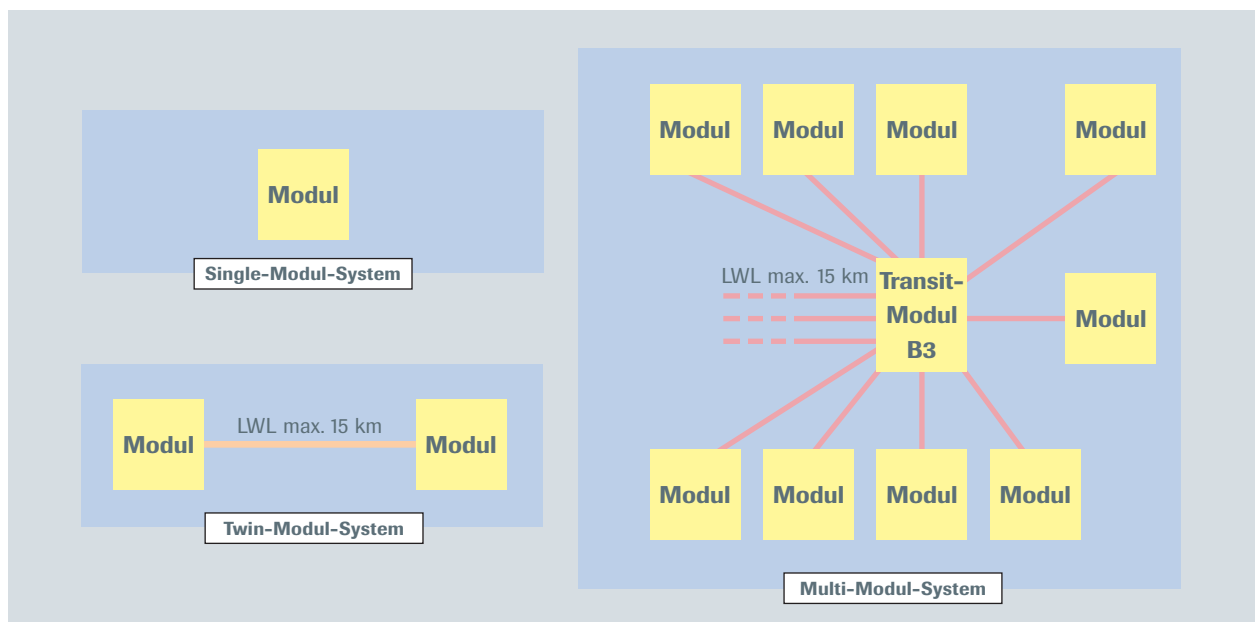 Modul
Single-Modul-System
Modul
LWL max. 15 km
Modul
Twin-Modul-System
Modul
Modul
Modul
Modul
LWL max. 15 km
Transit-
Modul
B3
Modul
Modul
Modul
Modul
Modul
Multi-Modul-System